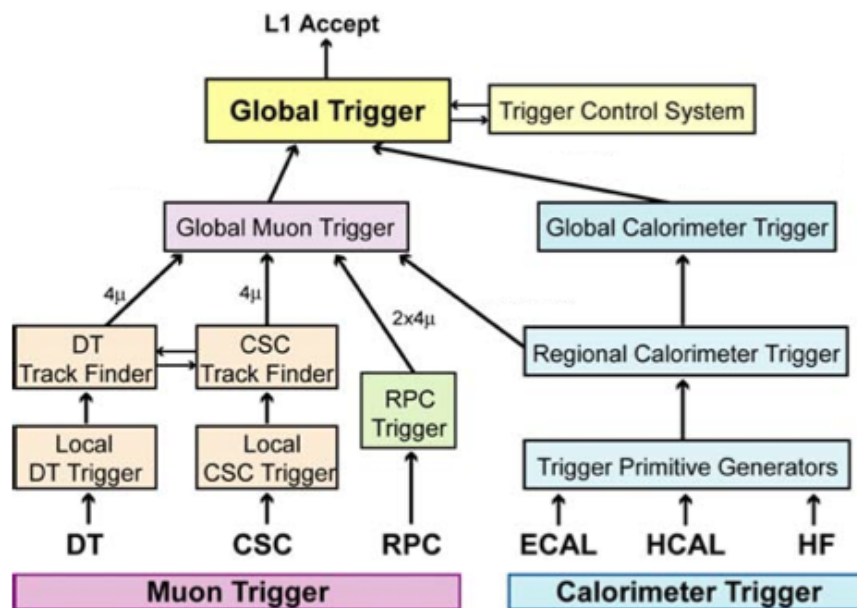 L1 Accept
Global Trigger
Trigger Control System
Global Muon Trigger
Global Calorimeter Trigger
4μ
4μ
2x4μ
DT
Track Finder
CSC
Track Finder
Regional Calorimeter Trigger
RPC
Trigger
Local
DT Trigger
Local
CSC Trigger
Trigger Primitive Generators
DT
CSC
RPC
ECAL
HCAL
HF
Muon Trigger
Calorimeter Trigger